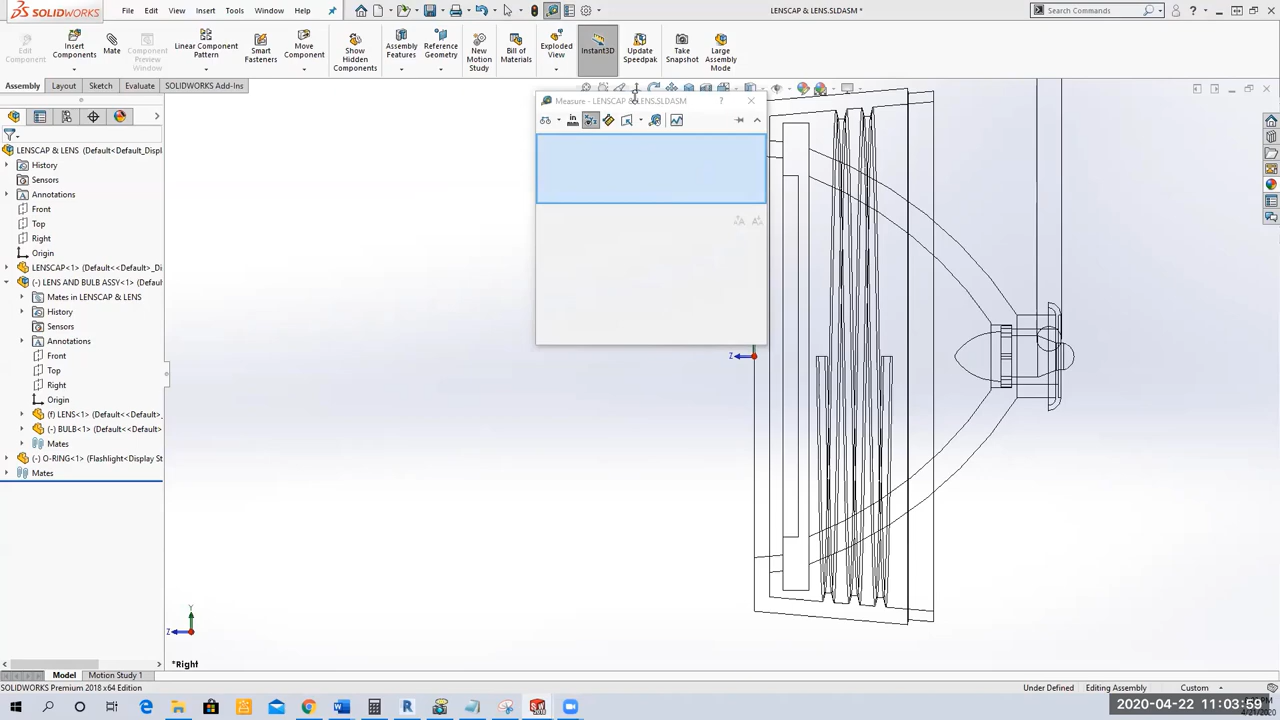 SOLIDWORKS File Edit View Insert Tools Window Help LENSCAP & LENS.SLDASM * Search Commands
Edit Component
Insert Components
Mate
Component Preview Window
Linear Component Pattern
Smart Fasteners
Move Component
Show Hidden Components
Assembly Features
Reference Geometry
New Motion Study
Bill of Materials
Exploded View
Instant3D
Update Speedpak
Take Snapshot
Large Assembly Mode
Assembly Layout Sketch Evaluate SOLIDWORKS Add-Ins
Measure - LENSCAP & LENS.SLDASM
in
LENSCAP & LENS (Default<Default_Displ
History
Sensors
Annotations
Front
Top
Right
Origin
LENSCAP<1> (Default<<Default>_Di
(-) LENS AND BULB ASSY<1> (Defaul
Mates in LENSCAP & LENS
History
Sensors
Annotations
Front
Top
Right
Origin
(f) LENS<1> (Default<<Default>_
(-) BULB<1> (Default<<Default>
Mates
(-) O-RING<1> (Flashlight<Display St
Mates
Z
Y
Z
*Right
Model Motion Study 1
SOLIDWORKS Premium 2018 x64 Edition Under Defined Editing Assembly Custom
2020-04-22 11:03:59